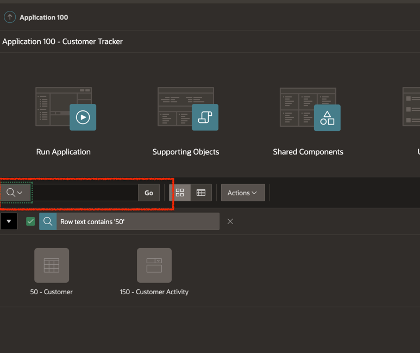 Application 100
Application 100 - Customer Tracker
Run Application
Supporting Objects
Shared Components
Go
Actions
Row text contains '50'
50 - Customer
150 - Customer Activity